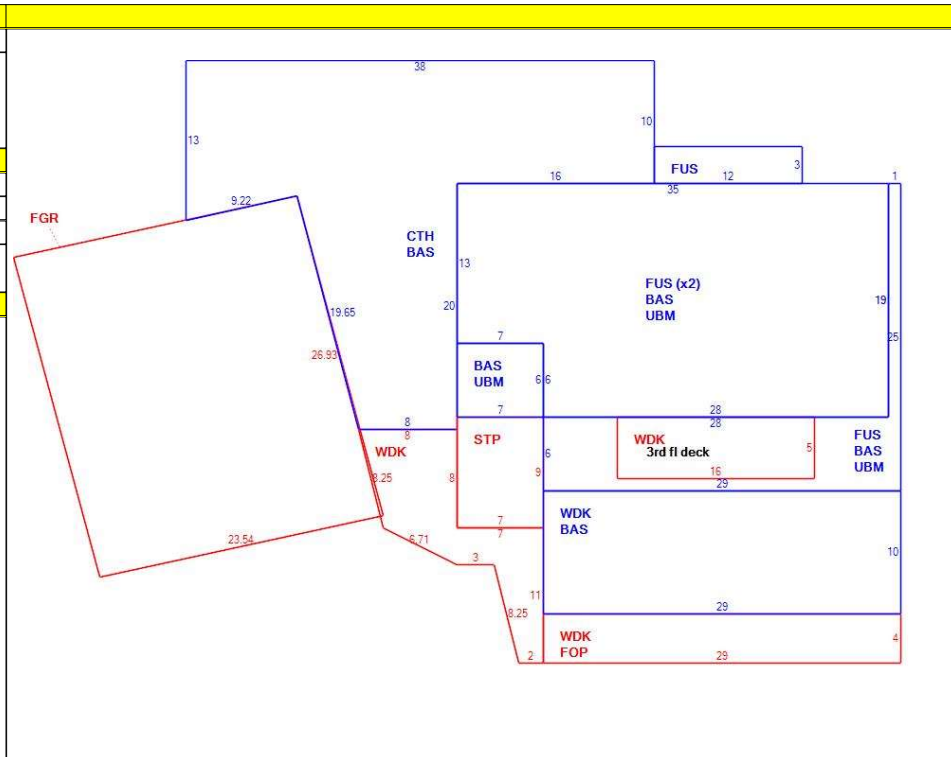 38
13
10
FUS
3
16
12
1
35
9.22
FGR
CTH
BAS
13
FUS (x2)
BAS
UBM
19
20
19.65
25
7
26.93
BAS
UBM
6
6
7
28
28
8
8
WDK
STP
WDK
3rd fl deck
5
FUS
BAS
UBM
6
9
8
8.25
16
29
WDK
BAS
7
7
23.54
6.71
3
10
11
29
8.25
WDK
FOP
4
2
29